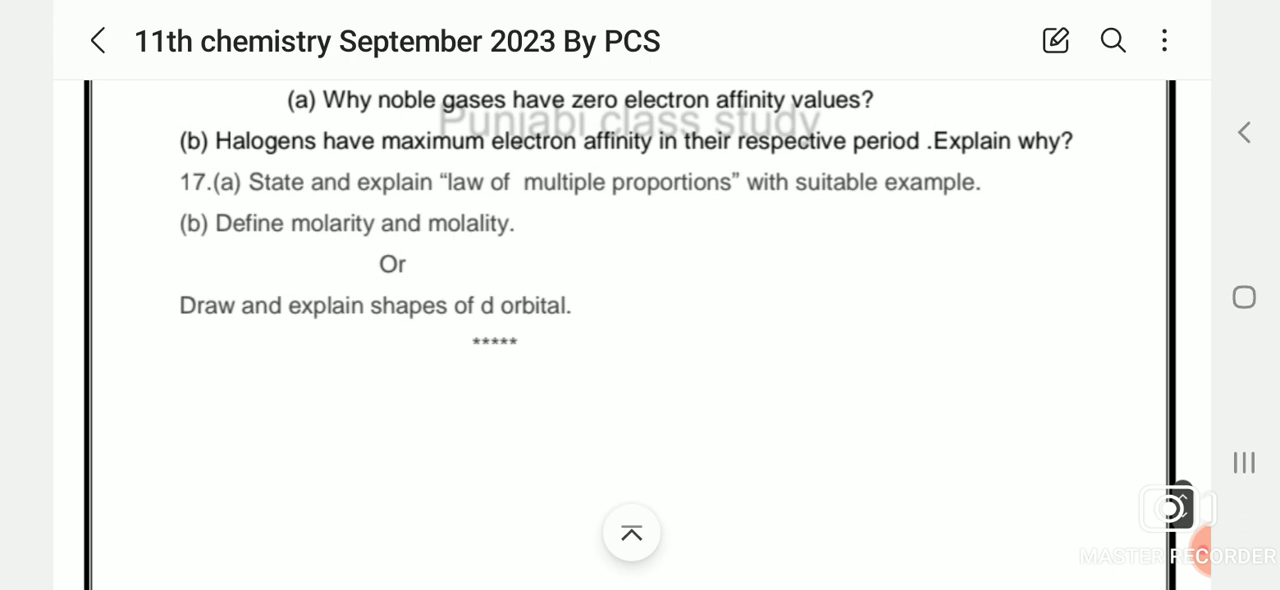 11th chemistry September 2023 By PCS
(a) Why noble gases have zero electron affinity values?
Punjabi class study
(b) Halogens have maximum electron affinity in their respective period .Explain why?
17.(a) State and explain “law of multiple proportions” with suitable example.
(b) Define molarity and molality.
Or
Draw and explain shapes of d orbital.
*****
MASTER RECORDER